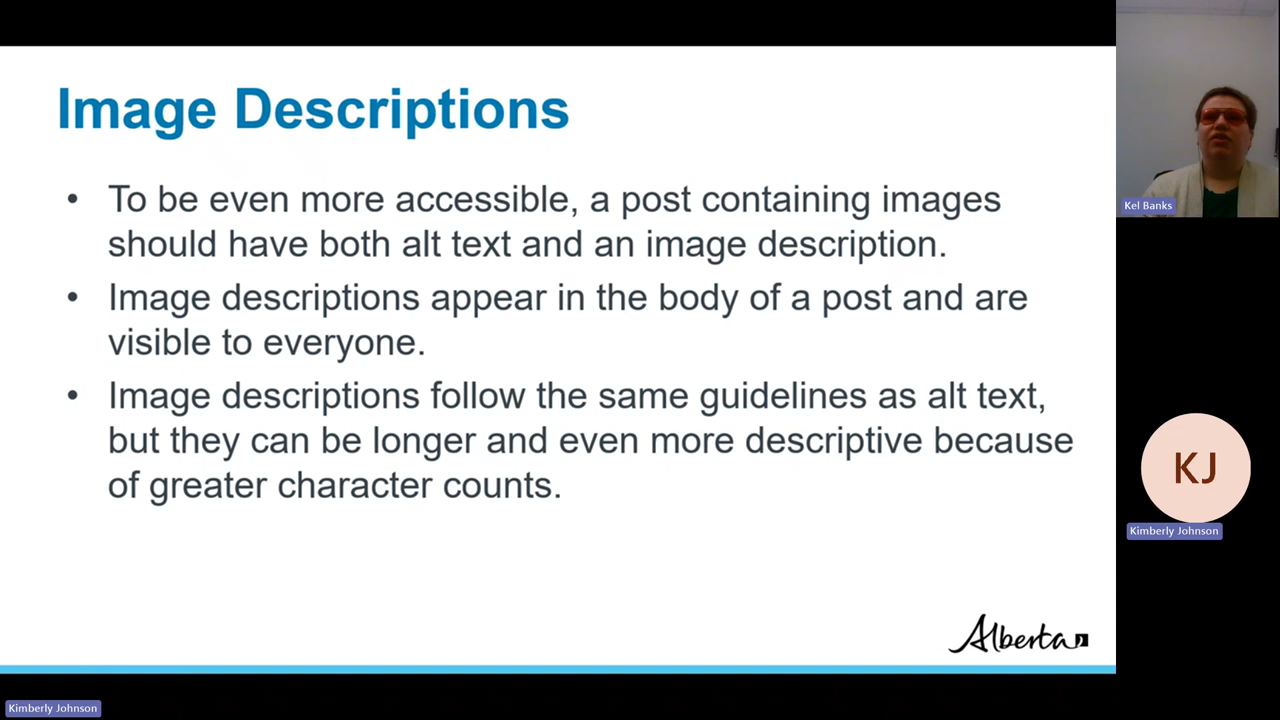 Image Descriptions
• To be even more accessible, a post containing images
should have both alt text and an image description.
• Image descriptions appear in the body of a post and are
visible to everyone.
• Image descriptions follow the same guidelines as alt text,
but they can be longer and even more descriptive because
of greater character counts.
Alberta
Kel Banks
KJ
Kimberly Johnson
Kimberly Johnson